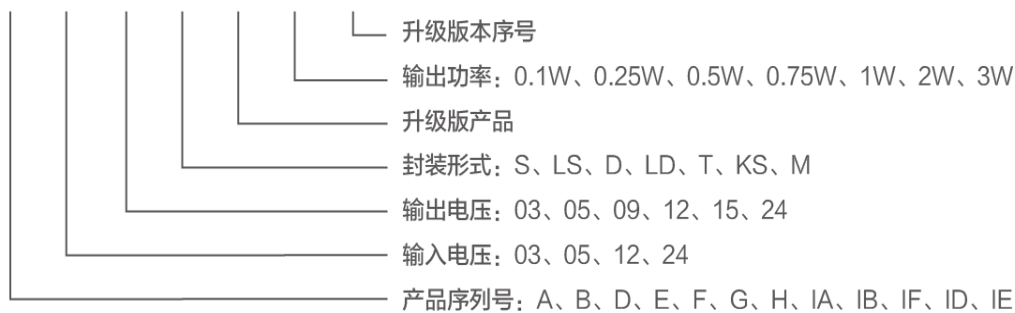 升级版本序号
输出功率：0.1W、0.25W、0.5W、0.75W、1W、2W、3W
升级版产品
封装形式：S、LS、D、LD、T、KS、M
输出电压：03、05、09、12、15、24
输入电压：03、05、12、24
产品序列号：A、B、D、E、F、G、H、IA、IB、IF、ID、IE